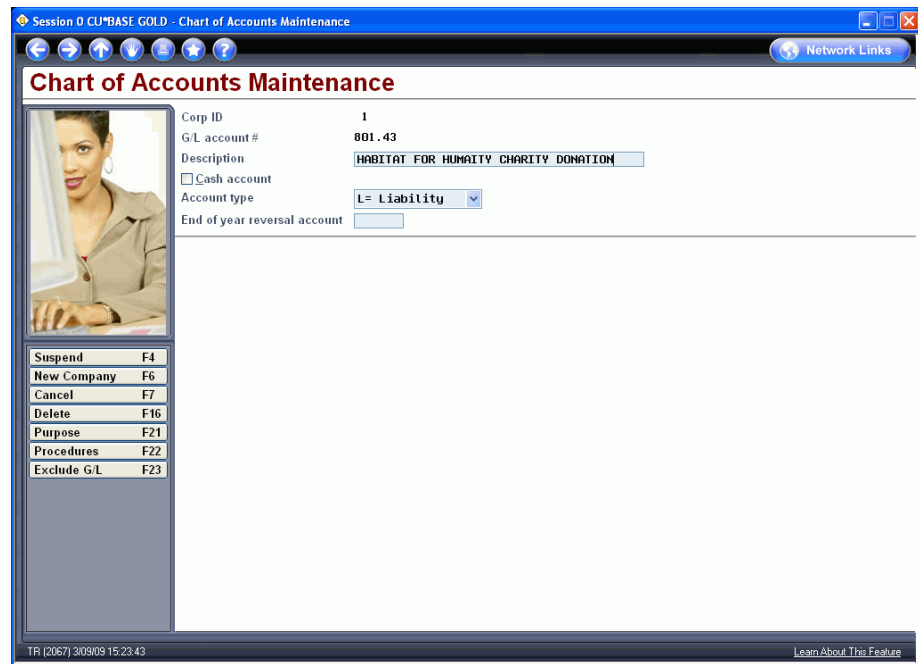 Session 0 CU*BASE GOLD - Chart of Accounts Maintenance
Network Links
Chart of Accounts Maintenance
Corp ID 1
G/L account # 801.43
Description HABITAT FOR HUMAITY CHARITY DONATION
Cash account
Account type L= Liability
End of year reversal account
Suspend F4
New Company F6
Cancel F7
Delete F16
Purpose F21
Procedures F22
Exclude G/L F23
TR (2067) 3/09/09 15:23:43
Learn About This Feature